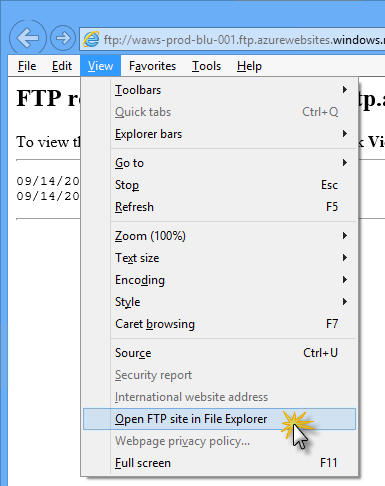 ftp://waws-prod-blu-001.ftp.azurewebsites.windows.
File Edit View Favorites Tools Help
FTP tp.a
To view k Vi
Toolbars
Quick tabs Ctrl+Q
Explorer bars
09/14/20
09/14/20
Go to
Stop Esc
Refresh F5
Zoom (100%)
Text size
Encoding
Style
Caret browsing F7
Source Ctrl+U
Security report
International website address
Open FTP site in File Explorer
Webpage privacy policy...
Full screen F11